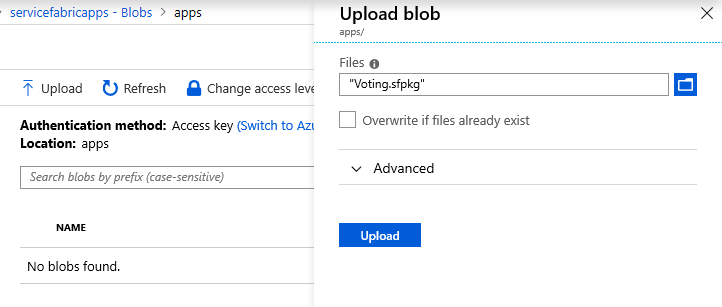 servicefabricapps - Blobs > apps
Upload Refresh Change access leve
Authentication method: Access key (Switch to Azu
Location: apps
Search blobs by prefix (case-sensitive)
NAME
No blobs found.
Upload blob
apps/
Files
"Voting.sfpkg"
Overwrite if files already exist
Advanced
Upload